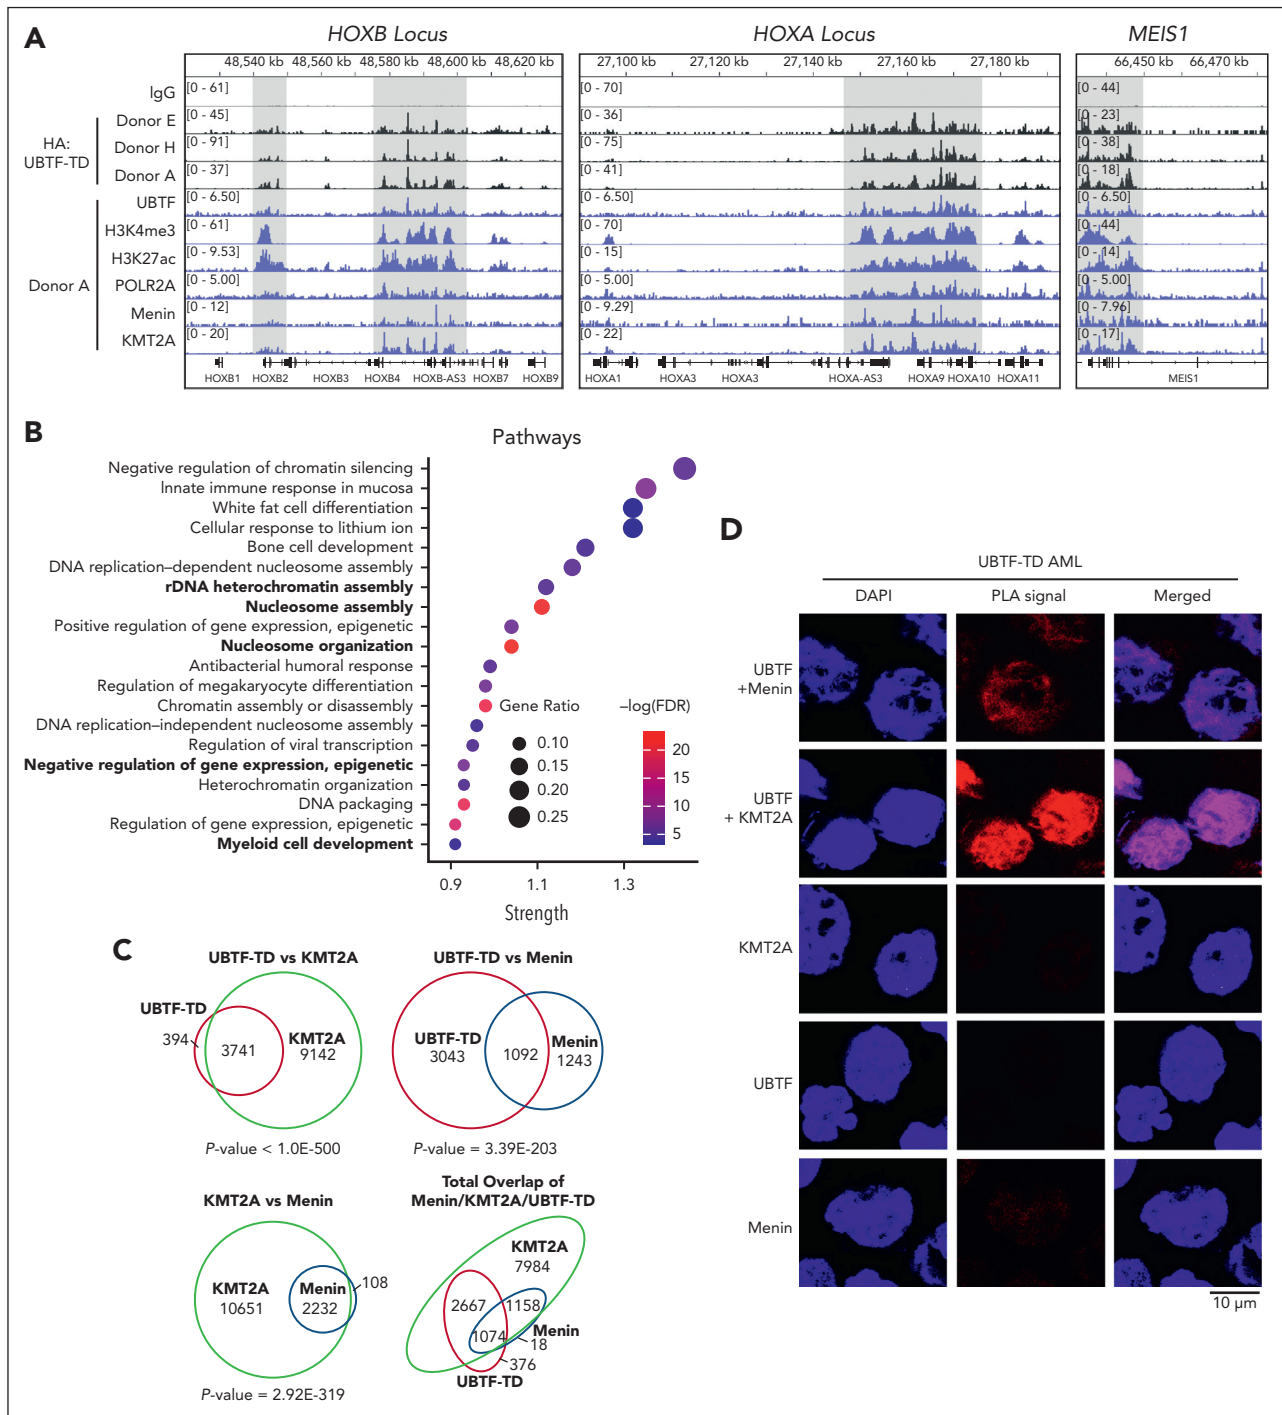 A
HOXB Locus
HOXA Locus
MEIS1
48,540 kb 48,560 kb 48,580 kb 48,600 kb 48,620 kb
27,100 kb 27,120 kb 27,140 kb 27,160 kb 27,180 kb
66,450 kb 66,470 kb
IgG [0 - 61] [0 - 70] [0 - 44]
HA: UBTF-TD
Donor E [0 - 45] [0 - 36] [0 - 23]
Donor H [0 - 91] [0 - 75] [0 - 38]
Donor A [0 - 37] [0 - 41] [0 - 18]
Donor A
UBTF [0 - 6.50] [0 - 6.50] [0 - 6.50]
H3K4me3 [0 - 61] [0 - 70] [0 - 44]
H3K27ac [0 - 9.53] [0 - 15] [0 - 14]
POLR2A [0 - 5.00] [0 - 5.00] [0 - 5.00]
Menin [0 - 12] [0 - 9.29] [0 - 7.96]
KMT2A [0 - 20] [0 - 22] [0 - 17]
HOXB1 HOXB2 HOXB3 HOXB4 HOXB-AS3 HOXB7 HOXB9
HOXA1 HOXA3 HOXA3 HOXA-AS3 HOXA9 HOXA10 HOXA11
MEIS1
B
Pathways
Negative regulation of chromatin silencing
Innate immune response in mucosa
White fat cell differentiation
Cellular response to lithium ion
Bone cell development
DNA replication–dependent nucleosome assembly
rDNA heterochromatin assembly
Nucleosome assembly
Positive regulation of gene expression, epigenetic
Nucleosome organization
Antibacterial humoral response
Regulation of megakaryocyte differentiation
Chromatin assembly or disassembly
DNA replication–independent nucleosome assembly
Regulation of viral transcription
Negative regulation of gene expression, epigenetic
Heterochromatin organization
DNA packaging
Regulation of gene expression, epigenetic
Myeloid cell development
Gene Ratio
0.10
0.15
0.20
0.25
–log(FDR)
20
15
10
5
0.9 1.1 1.3
Strength
C
UBTF-TD vs KMT2A
UBTF-TD
394
3741
KMT2A
9142
P-value < 1.0E-500
UBTF-TD vs Menin
UBTF-TD
3043
1092
Menin
1243
P-value = 3.39E-203
KMT2A vs Menin
KMT2A
10651
Menin
2232
108
P-value = 2.92E-319
Total Overlap of
Menin/KMT2A/UBTF-TD
KMT2A
7984
2667
1158
1074
Menin
18
376
UBTF-TD
D
UBTF-TD AML
DAPI PLA signal Merged
UBTF
+Menin
UBTF
+ KMT2A
KMT2A
UBTF
Menin
10 µm